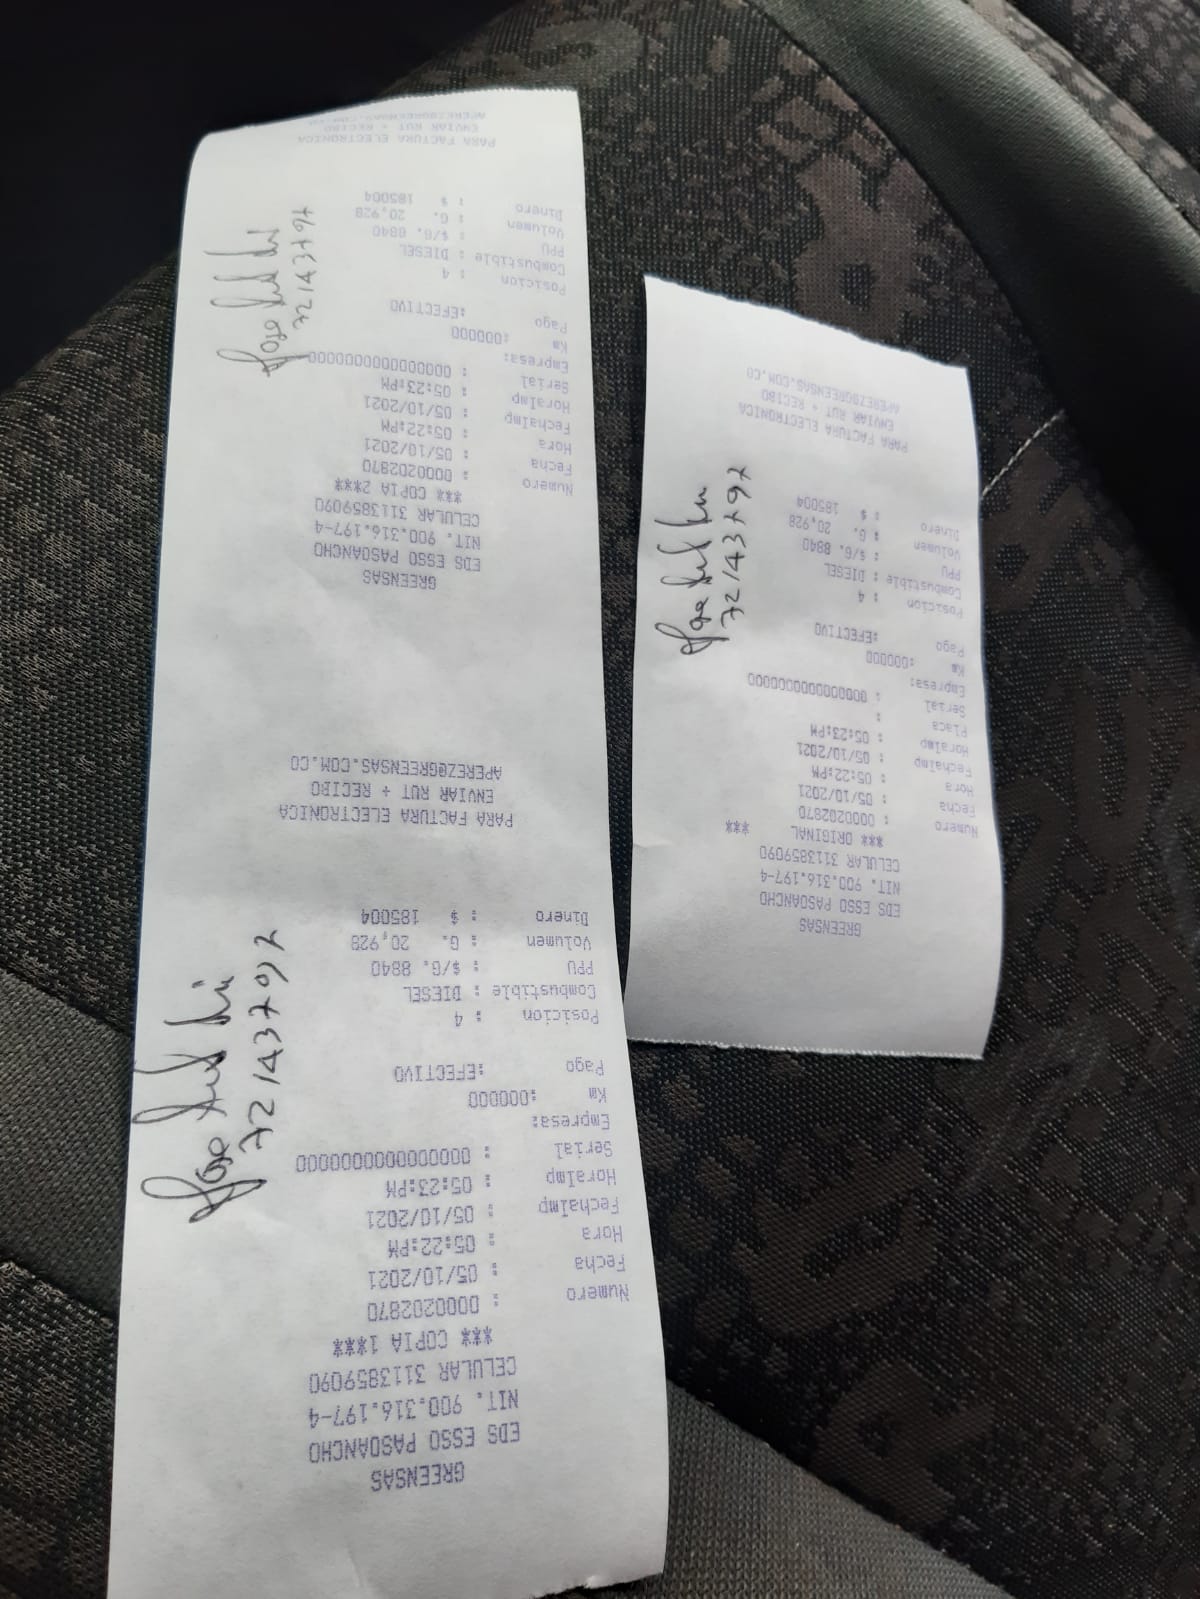 GREENSAS
EDS ESSO PASOANCHO
NIT. 900.316.197-4
CELULAR 3113859090
*** COPIA 1***
Numero : 0000202870
Fecha : 05/10/2021
Hora : 05:22:PM
FechaImp : 05/10/2021
HoraImp : 05:23:PM
Serial : 0000000000000000
Empresa:
Km :000000
Pago :EFECTIVO
Posicion : 4
Combustible : DIESEL
PPU : $/G. 8840
Volumen : G. 20,928
Dinero : $ 185004
72143797
PARA FACTURA ELECTRONICA
ENVIAR RUT + RECIBO
APEREZ@GREENSAS.COM.CO
GREENSAS
EDS ESSO PASOANCHO
NIT. 900.316.197-4
CELULAR 3113859090
*** COPIA 2***
Numero : 0000202870
Fecha : 05/10/2021
Hora : 05:22:PM
FechaImp : 05/10/2021
HoraImp : 05:23:PM
Serial : 0000000000000000
Empresa:
Km :000000
Pago :EFECTIVO
Posicion : 4
Combustible : DIESEL
PPU : $/G. 8840
Volumen : G. 20,928
Dinero : $ 185004
72143797
PARA FACTURA ELECTRONICA
ENVIAR RUT + RECIBO
APEREZ@GREENSAS.COM.CO
GREENSAS
EDS ESSO PASOANCHO
NIT. 900.316.197-4
CELULAR 3113859090
*** ORIGINAL ***
Numero : 0000202870
Fecha : 05/10/2021
Hora : 05:22:PM
FechaImp : 05/10/2021
HoraImp : 05:23:PM
Placa :
Serial : 0000000000000000
Empresa:
Km :000000
Pago :EFECTIVO
Posicion : 4
Combustible : DIESEL
PPU : $/G. 8840
Volumen : G. 20,928
Dinero : $ 185004
72143797
PARA FACTURA ELECTRONICA
ENVIAR RUT + RECIBO
APEREZ@GREENSAS.COM.CO